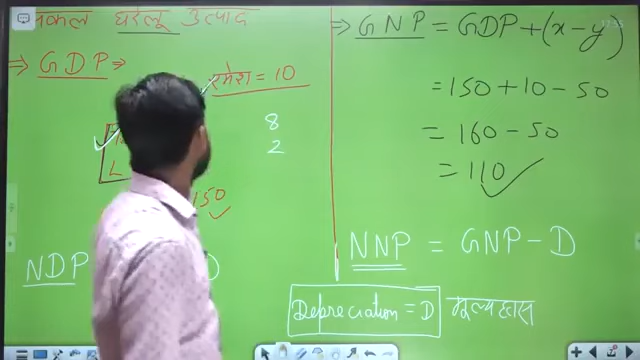 सकल घरेलू उत्पाद
⇒ GDP ⇒
रमेश = 10
8
2
L
150
NDP
D
⇒ GNP = GDP + (x - y)
= 150 + 10 - 50
= 160 - 50
= 110
NNP = GNP - D
Depreciation = D मूल्य ह्रास